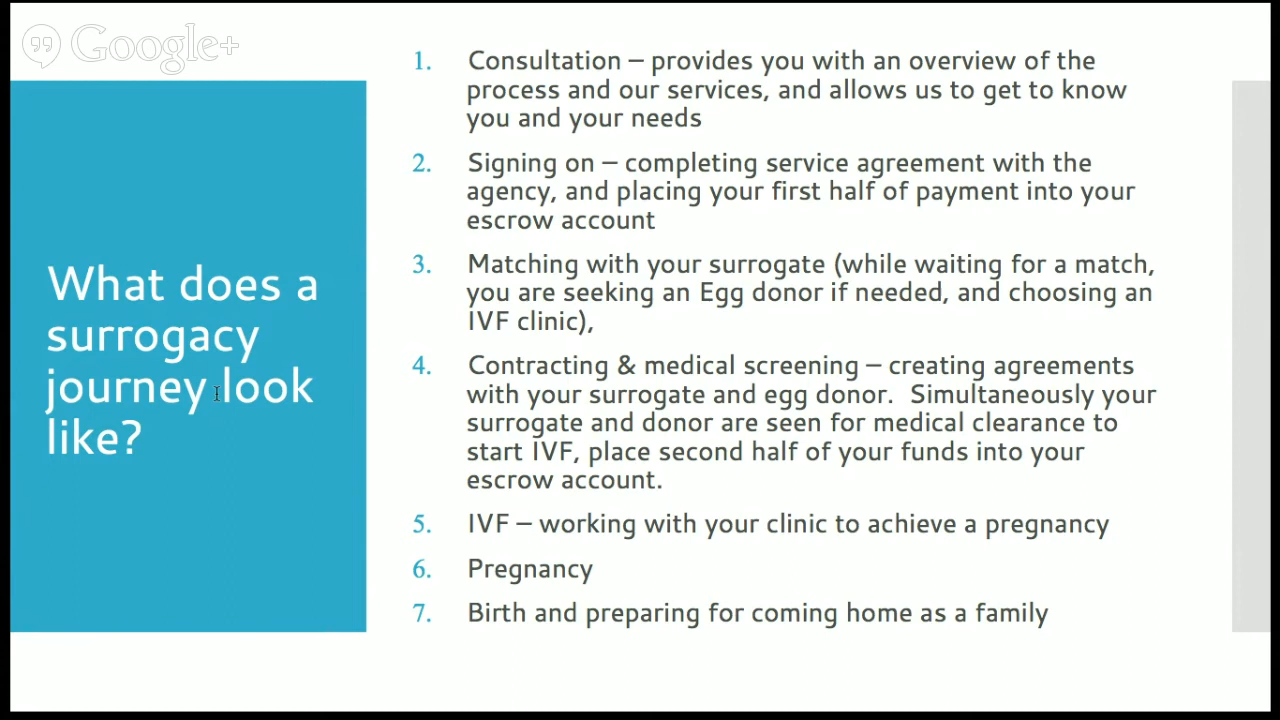 Google+
What does a
surrogacy
journey look
like?
1. Consultation – provides you with an overview of the
process and our services, and allows us to get to know
you and your needs
2. Signing on – completing service agreement with the
agency, and placing your first half of payment into your
escrow account
3. Matching with your surrogate (while waiting for a match,
you are seeking an Egg donor if needed, and choosing an
IVF clinic),
4. Contracting & medical screening – creating agreements
with your surrogate and egg donor.  Simultaneously your
surrogate and donor are seen for medical clearance to
start IVF, place second half of your funds into your
escrow account.
5. IVF – working with your clinic to achieve a pregnancy
6. Pregnancy
7. Birth and preparing for coming home as a family